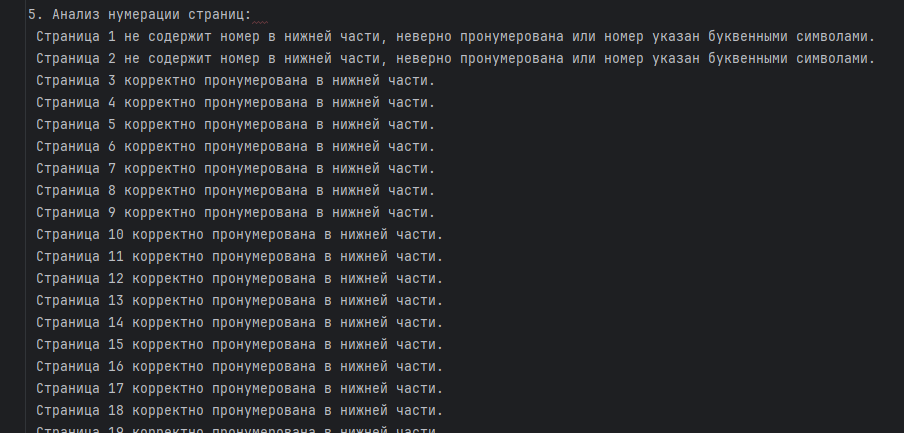 5. Анализ нумерации страниц:
Страница 1 не содержит номер в нижней части, неверно пронумерована или номер указан буквенными символами.
Страница 2 не содержит номер в нижней части, неверно пронумерована или номер указан буквенными символами.
Страница 3 корректно пронумерована в нижней части.
Страница 4 корректно пронумерована в нижней части.
Страница 5 корректно пронумерована в нижней части.
Страница 6 корректно пронумерована в нижней части.
Страница 7 корректно пронумерована в нижней части.
Страница 8 корректно пронумерована в нижней части.
Страница 9 корректно пронумерована в нижней части.
Страница 10 корректно пронумерована в нижней части.
Страница 11 корректно пронумерована в нижней части.
Страница 12 корректно пронумерована в нижней части.
Страница 13 корректно пронумерована в нижней части.
Страница 14 корректно пронумерована в нижней части.
Страница 15 корректно пронумерована в нижней части.
Страница 16 корректно пронумерована в нижней части.
Страница 17 корректно пронумерована в нижней части.
Страница 18 корректно пронумерована в нижней части.
Страница 19 корректно пронумерована в нижней части.